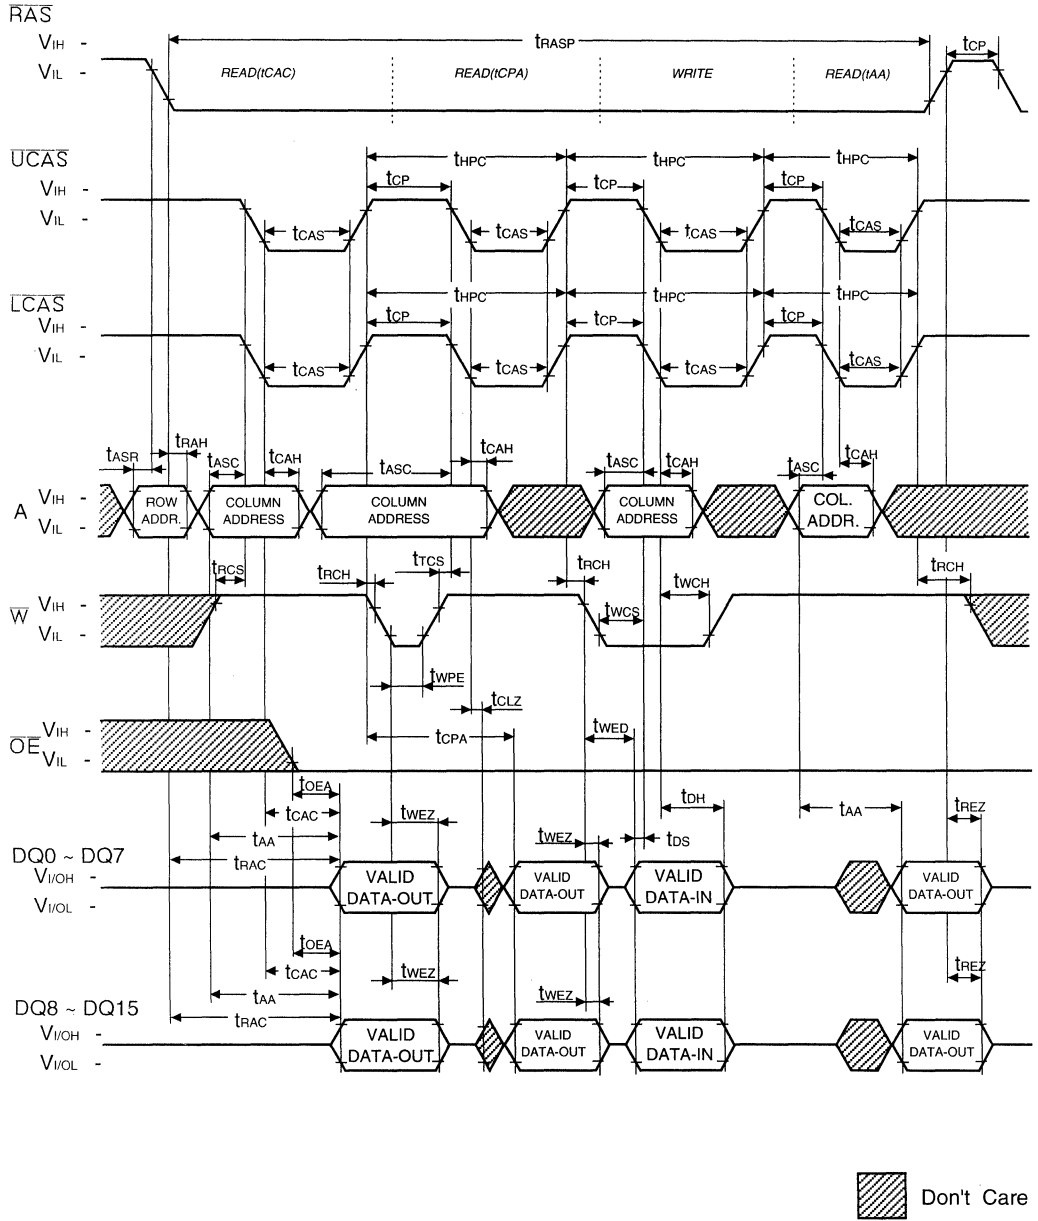 RAS
VIH -
tRASP
tCP
VIL -
READ(tCAC)
READ(tCPA)
WRITE
READ(tAA)
UCAS
tHPC
tHPC
tHPC
VIH -
tCP
tCP
tCP
VIL -
tCAS
tCAS
tCAS
tCAS
LCAS
tHPC
tHPC
tHPC
VIH -
tCP
tCP
tCP
VIL -
tCAS
tCAS
tCAS
tCAS
tASR
tRAH
tASC
tCAH
tASC
tCAH
tASC
tCAH
tASC
tCAH
A
VIH -
VIL -
ROW
ADDR.
COLUMN
ADDRESS
COLUMN
ADDRESS
COLUMN
ADDRESS
COL.
ADDR.
tRCS
tRCH
tTCS
tRCH
tWCH
tRCH
W
VIH -
VIL -
tWCS
tWPE
tCLZ
OE
VIH -
VIL -
tCPA
tWED
tOEA
tCAC
tWEZ
tDH
tAA
tREZ
tAA
tWEZ
tDS
tRAC
DQ0 ~ DQ7
VI/OH -
VI/OL -
VALID
DATA-OUT
VALID
DATA-OUT
VALID
DATA-IN
VALID
DATA-OUT
tOEA
tCAC
tWEZ
tREZ
tAA
tWEZ
tRAC
DQ8 ~ DQ15
VI/OH -
VI/OL -
VALID
DATA-OUT
VALID
DATA-OUT
VALID
DATA-IN
VALID
DATA-OUT
Don't Care